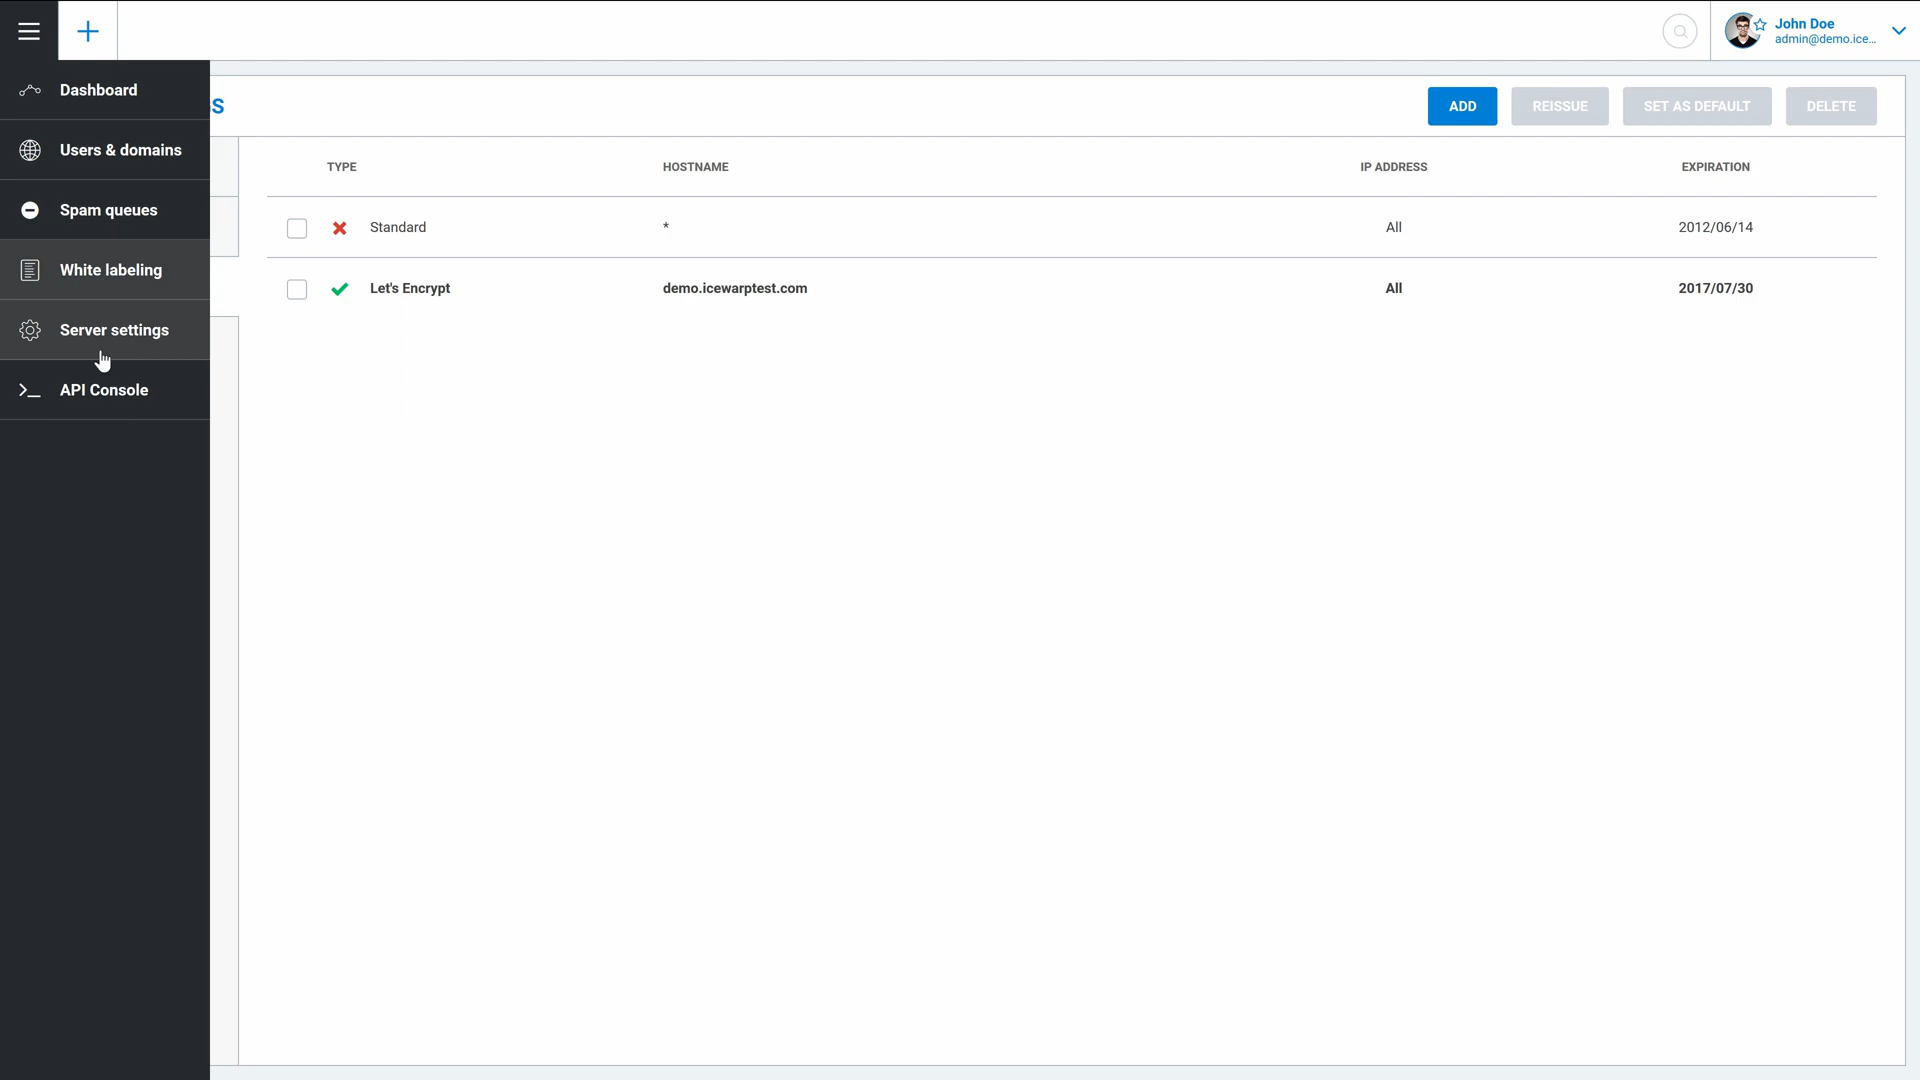 John Doe
admin@demo.ice...
Dashboard
S
ADD
REISSUE
SET AS DEFAULT
DELETE
Users & domains
TYPE
HOSTNAME
IP ADDRESS
EXPIRATION
Spam queues
Standard
*
All
2012/06/14
White labeling
Let's Encrypt
demo.icewarptest.com
All
2017/07/30
Server settings
API Console